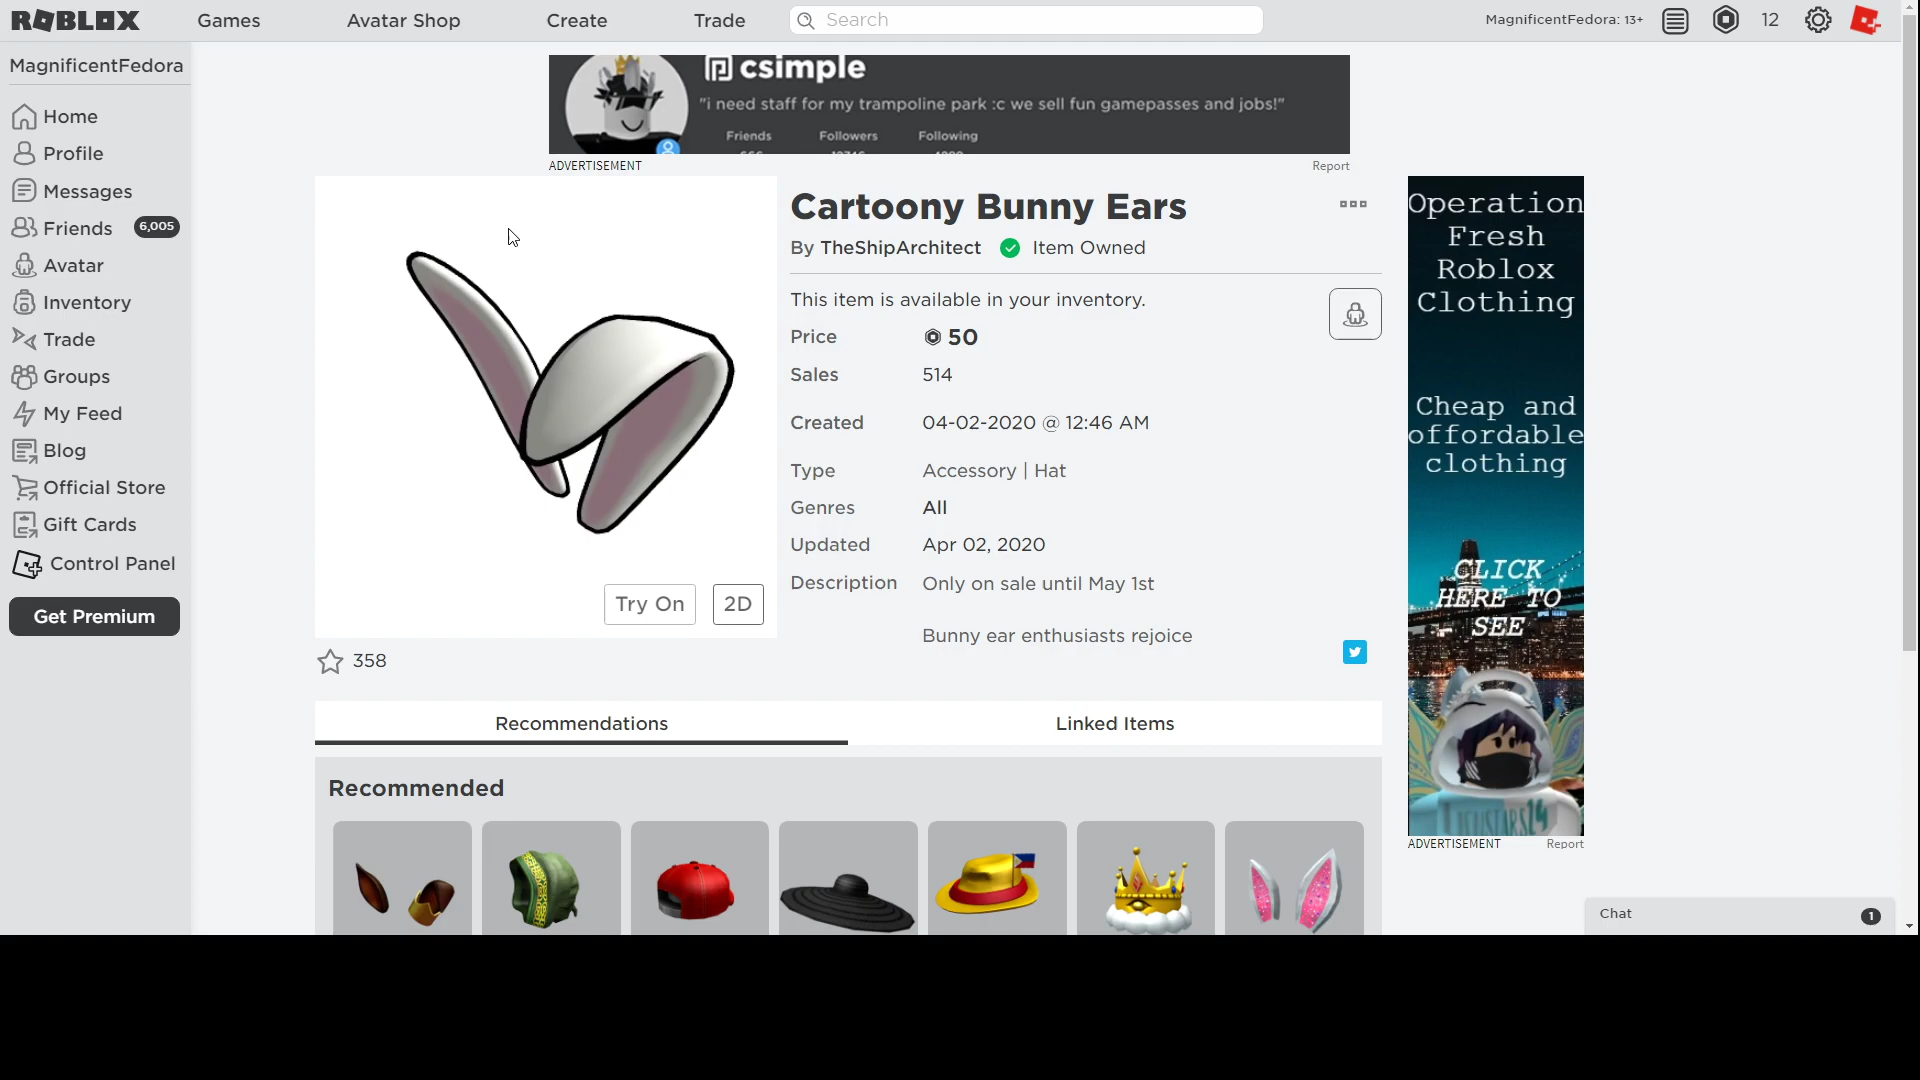 ROBLOX
Games
Avatar Shop
Create
Trade
Search
MagnificentFedora: 13+
12
MagnificentFedora
Home
Profile
Messages
Friends
6,005
Avatar
Inventory
Trade
Groups
My Feed
Blog
Official Store
Gift Cards
Control Panel
Get Premium
csimple
"i need staff for my trampoline park :c we sell fun gamepasses and jobs!"
Friends
Followers
Following
ADVERTISEMENT
Report
Cartoony Bunny Ears
By TheShipArchitect
Item Owned
This item is available in your inventory.
Price
50
Sales
514
Created
04-02-2020 @ 12:46 AM
Type
Accessory | Hat
Genres
All
Updated
Apr 02, 2020
Description
Only on sale until May 1st
Bunny ear enthusiasts rejoice
Try On
2D
358
Recommendations
Linked Items
Recommended
Operation
Fresh
Roblox
Clothing
Cheap and
offordable
clothing
CLICK
HERE TO
SEE
ADVERTISEMENT
Report
Chat
1